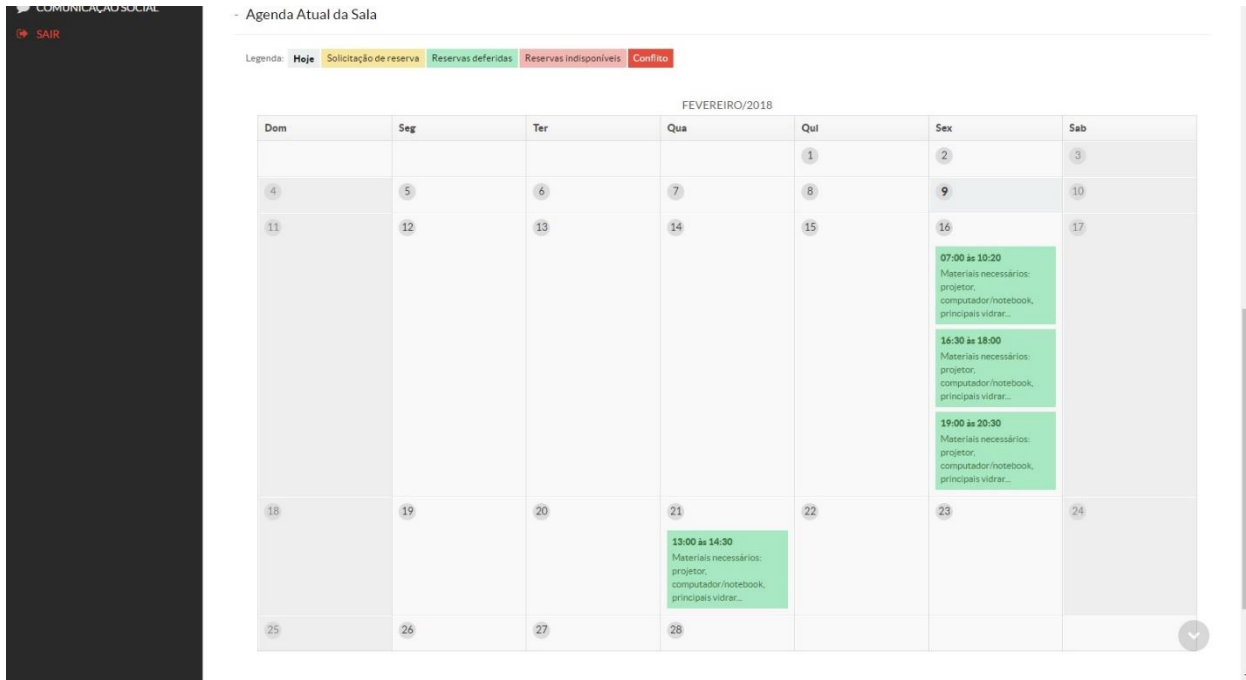 COMUNICAÇÃO SOCIAL
SAIR
- Agenda Atual da Sala
Legenda: Hoje Solicitação de reserva Reservas deferidas Reservas indisponíveis Conflito
FEVEREIRO/2018
Dom Seg Ter Qua Qui Sex Sab
1 2 3
4 5 6 7 8 9 10
11 12 13 14 15 16 17
07:00 às 10:20
Materiais necessários:
projetor,
computador/notebook,
principais vidrar...
16:30 às 18:00
Materiais necessários:
projetor,
computador/notebook,
principais vidrar...
19:00 às 20:30
Materiais necessários:
projetor,
computador/notebook,
principais vidrar...
18 19 20 21 22 23 24
13:00 às 14:30
Materiais necessários:
projetor,
computador/notebook,
principais vidrar...
25 26 27 28